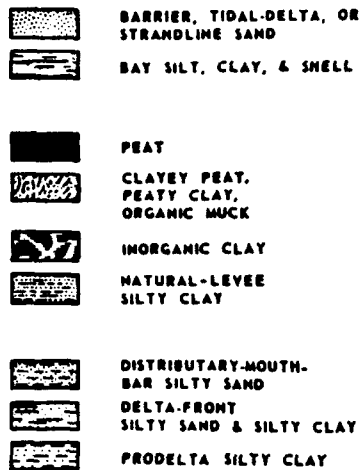 BARRIER, TIDAL-DELTA, OR
STRANDLINE SAND
BAY SILT, CLAY, & SHELL
PEAT
CLAYEY PEAT,
PEATY CLAY,
ORGANIC MUCK
INORGANIC CLAY
NATURAL-LEVEE
SILTY CLAY
DISTRIBUTARY-MOUTH-
BAR SILTY SAND
DELTA-FRONT
SILTY SAND & SILTY CLAY
PRODELTA SILTY CLAY